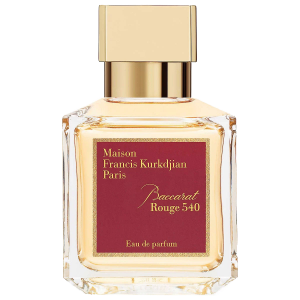 Maison
Francis Kurkdjian
Paris
Baccarat
Rouge 540
Eau de parfum